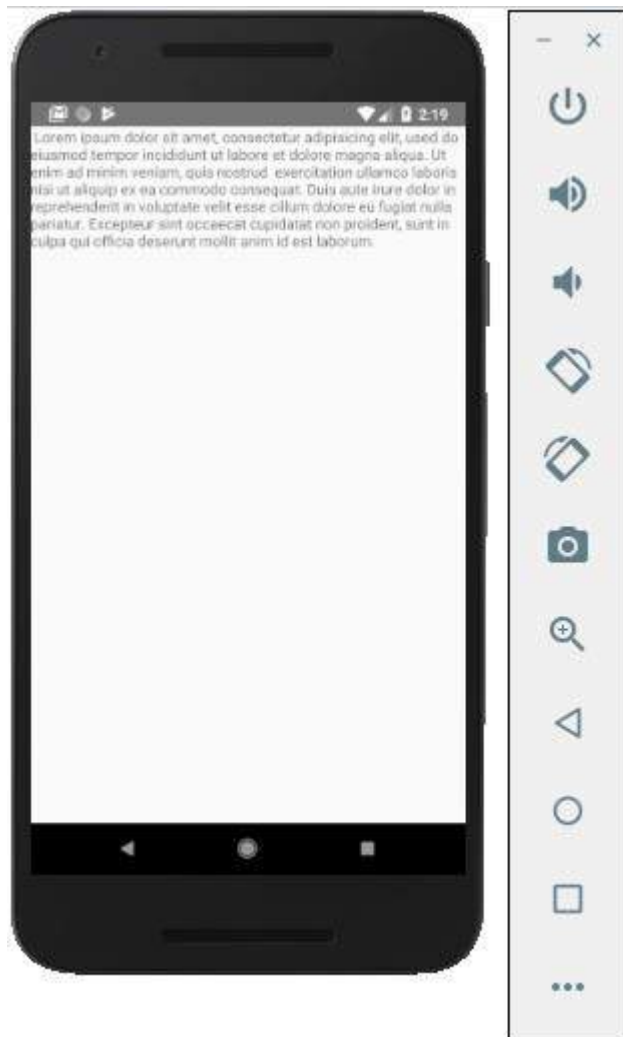 2:19
Lorem ipsum dolor sit amet, consectetur adipisicing elit, used do
eiusmod tempor incididunt ut labore et dolore magna aliqua. Ut
enim ad minim veniam, quis nostrud  exercitation ullamco laboris
nisi ut aliquip ex ea commodo consequat. Duis aute irure dolor in
reprehenderit in voluptate velit esse cillum dolore eu fugiat nulla
pariatur. Excepteur sint occaecat cupidatat non proident, sunt in
culpa qui officia deserunt mollit anim id est laborum.